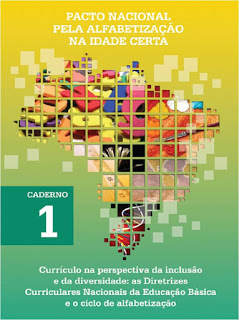 PACTO NACIONAL
PELA ALFABETIZAÇÃO
NA IDADE CERTA
CADERNO
1
Currículo na perspectiva da inclusão
e da diversidade: as Diretrizes
Curriculares Nacionais da Educação Básica
e o ciclo de alfabetização